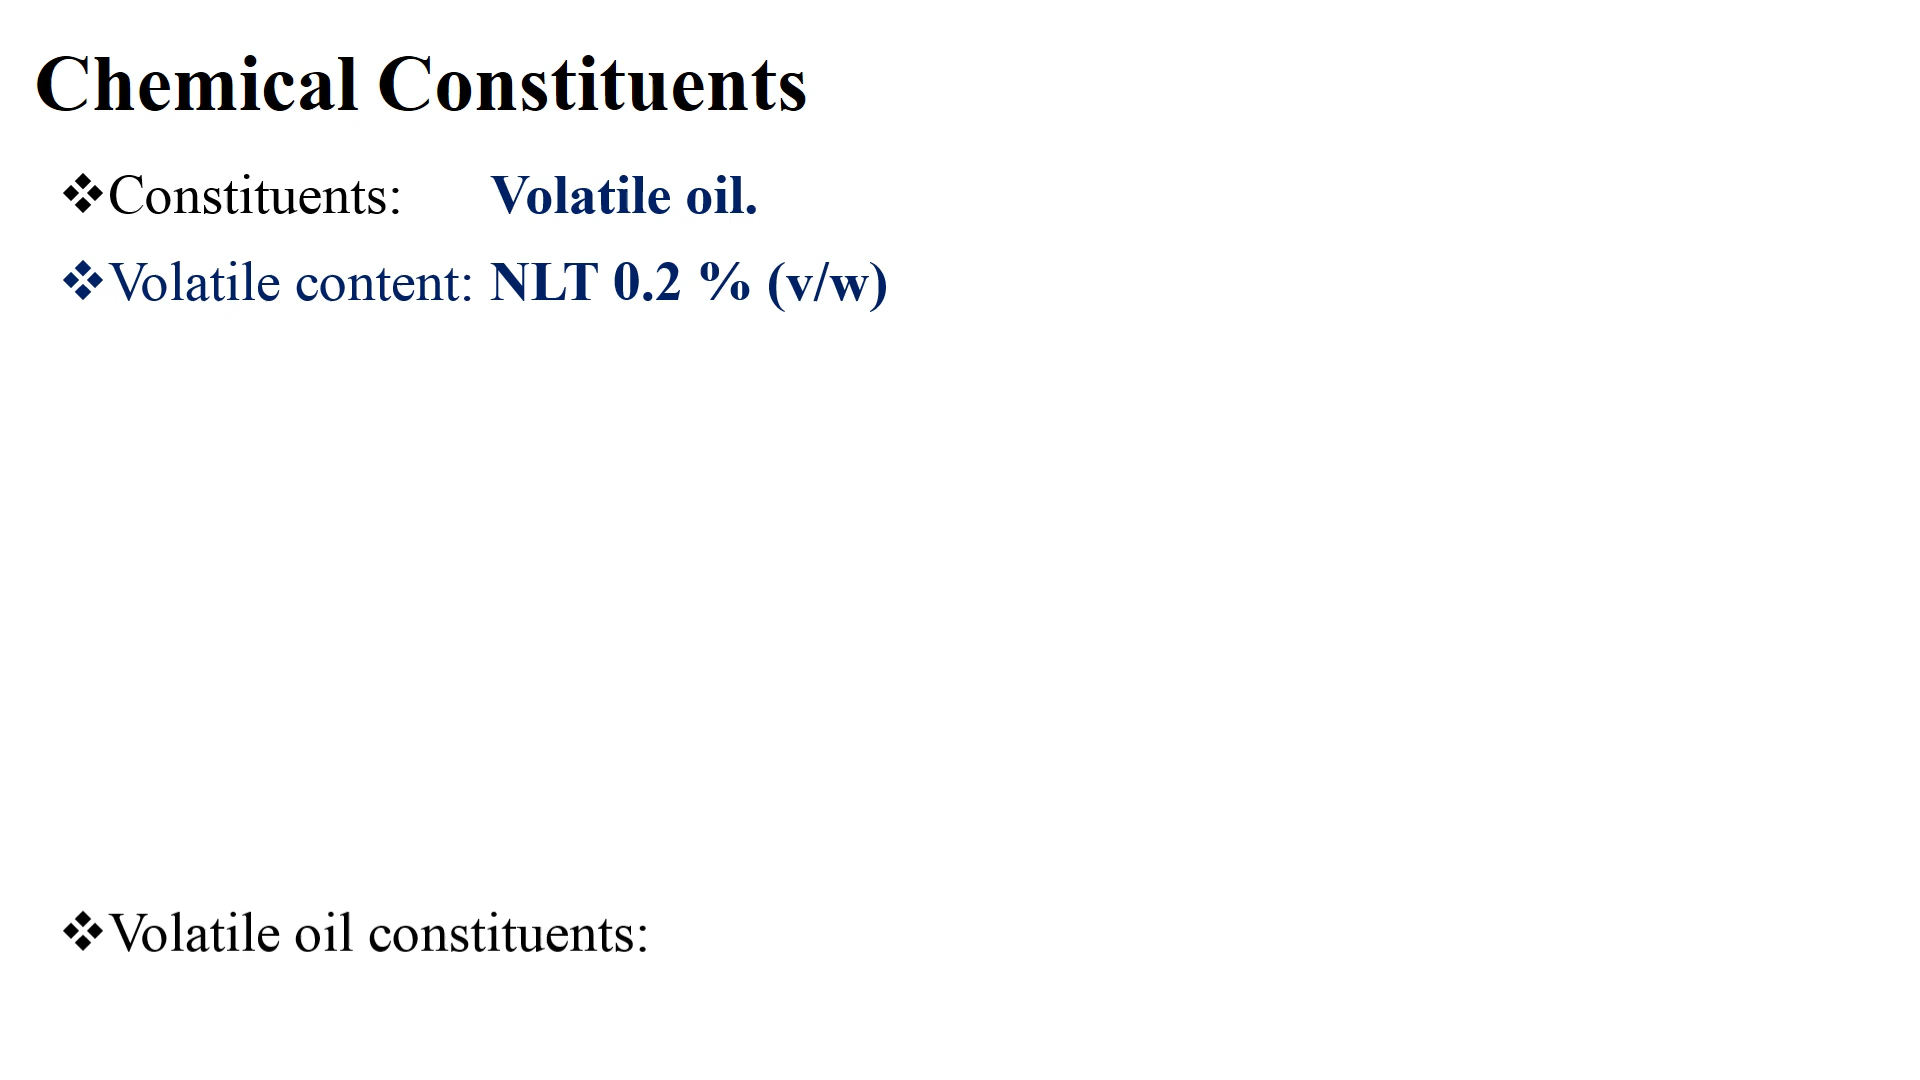 Chemical Constituents
❖Constituents: Volatile oil.
❖Volatile content: NLT 0.2 % (v/w)
❖Volatile oil constituents: